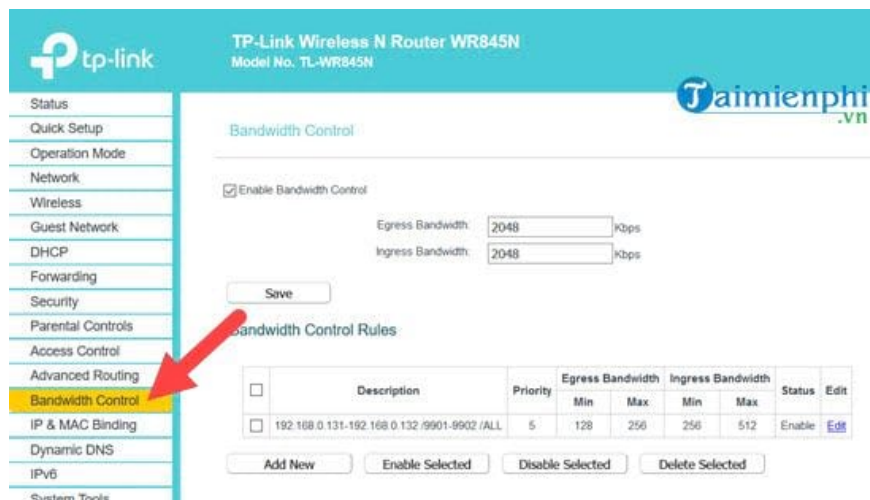 tp-link
TP-Link Wireless N Router WR845N
Model No. TL-WR845N
Taimienphi
.vn
Status
Quick Setup
Operation Mode
Network
Wireless
Guest Network
DHCP
Forwarding
Security
Parental Controls
Access Control
Advanced Routing
Bandwidth Control
IP & MAC Binding
Dynamic DNS
IPv6
System Tools
Bandwidth Control
Enable Bandwidth Control
Egress Bandwidth: 2048 Kbps
Ingress Bandwidth: 2048 Kbps
Save
Bandwidth Control Rules
Description Priority Egress Bandwidth Ingress Bandwidth Status Edit
Min Max Min Max
192.168.0.131-192.168.0.132 /9901-9902 /ALL 5 128 256 256 512 Enable Edit
Add New Enable Selected Disable Selected Delete Selected